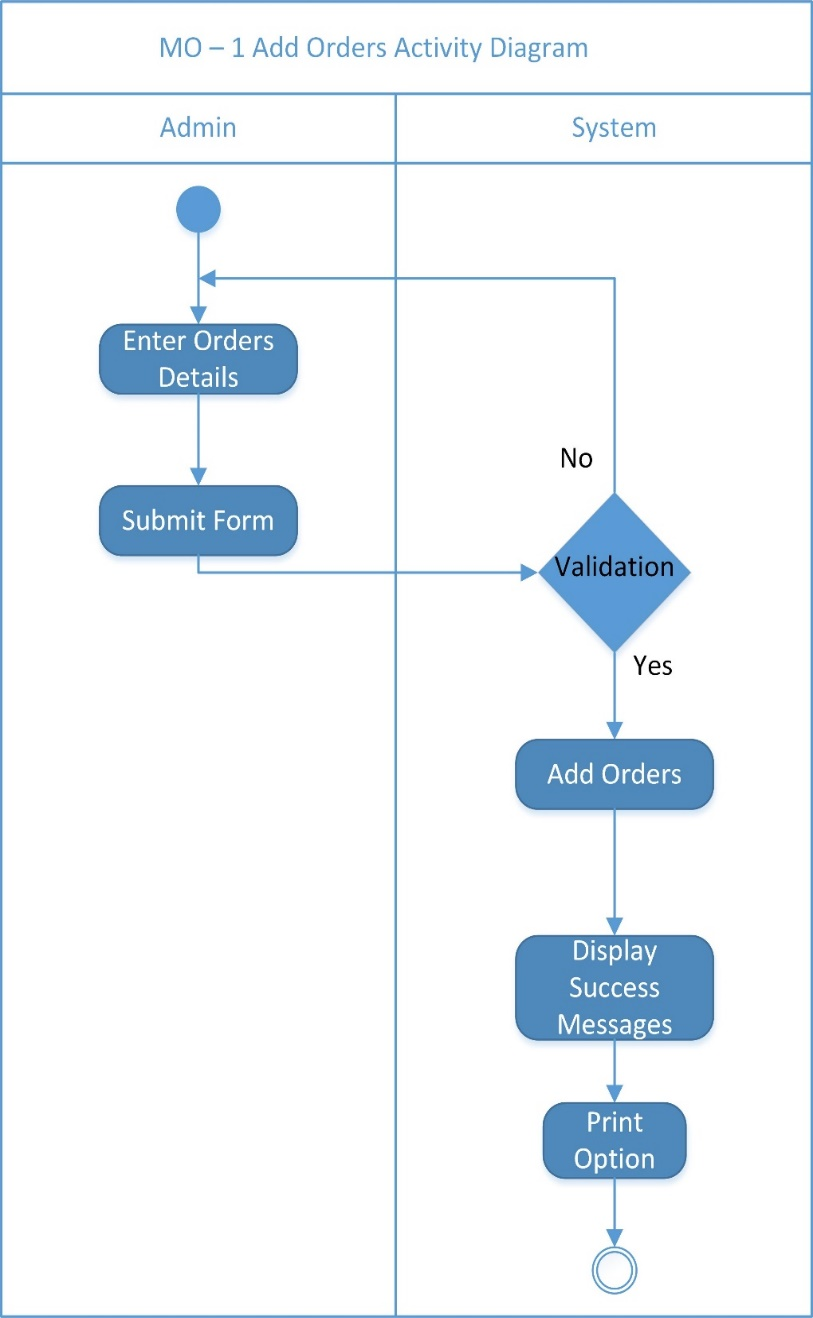 MO – 1 Add Orders Activity Diagram
Admin
System
Enter Orders
Details
No
Submit Form
Validation
Yes
Add Orders
Display
Success
Messages
Print
Option